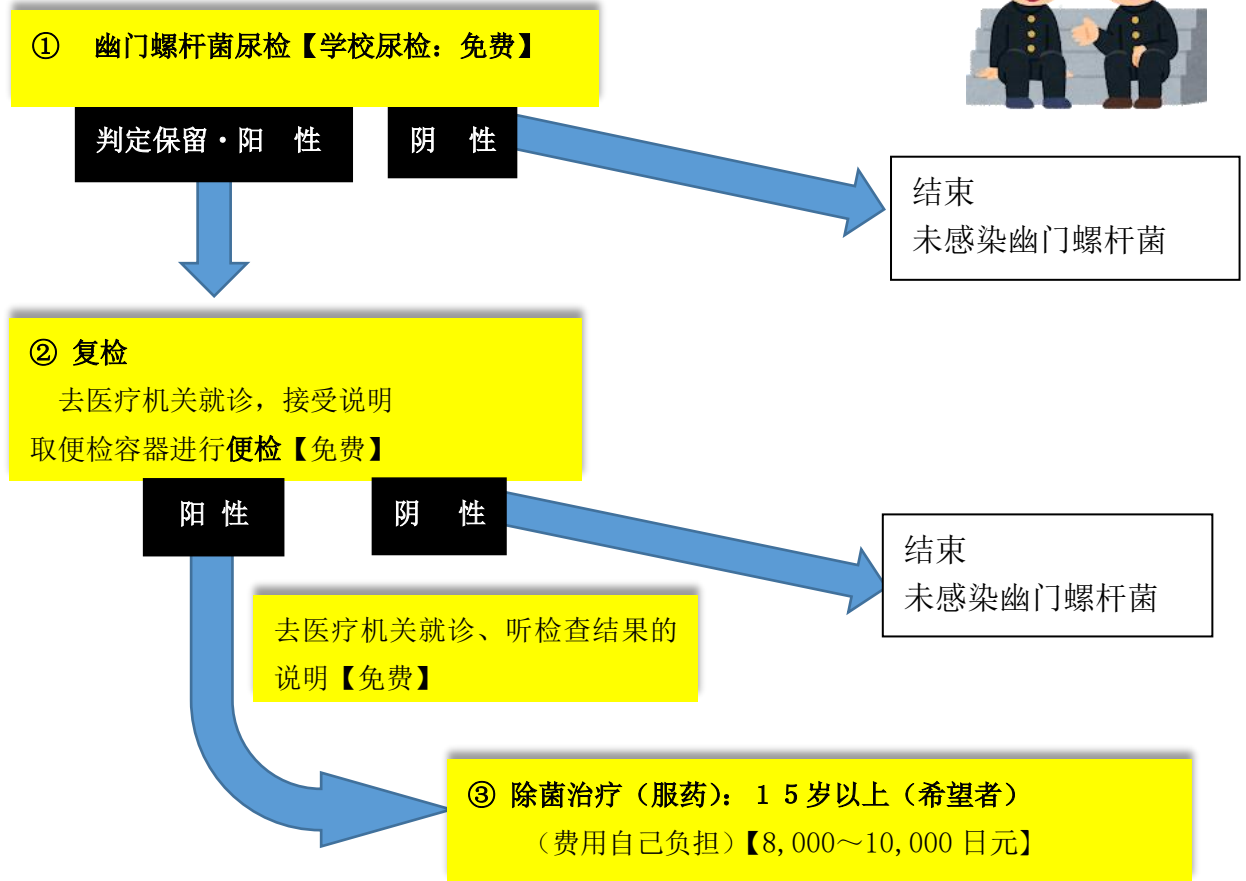 ① 幽门螺杆菌尿检【学校尿检：免费】
判定保留・阳 性
阴 性
结束
未感染幽门螺杆菌
② 复检
去医疗机关就诊，接受说明
取便检容器进行便检【免费】
阳 性
阴 性
结束
未感染幽门螺杆菌
去医疗机关就诊、听检查结果的
说明【免费】
③ 除菌治疗（服药）：１５岁以上（希望者）
（费用自己负担）【8,000～10,000 日元】